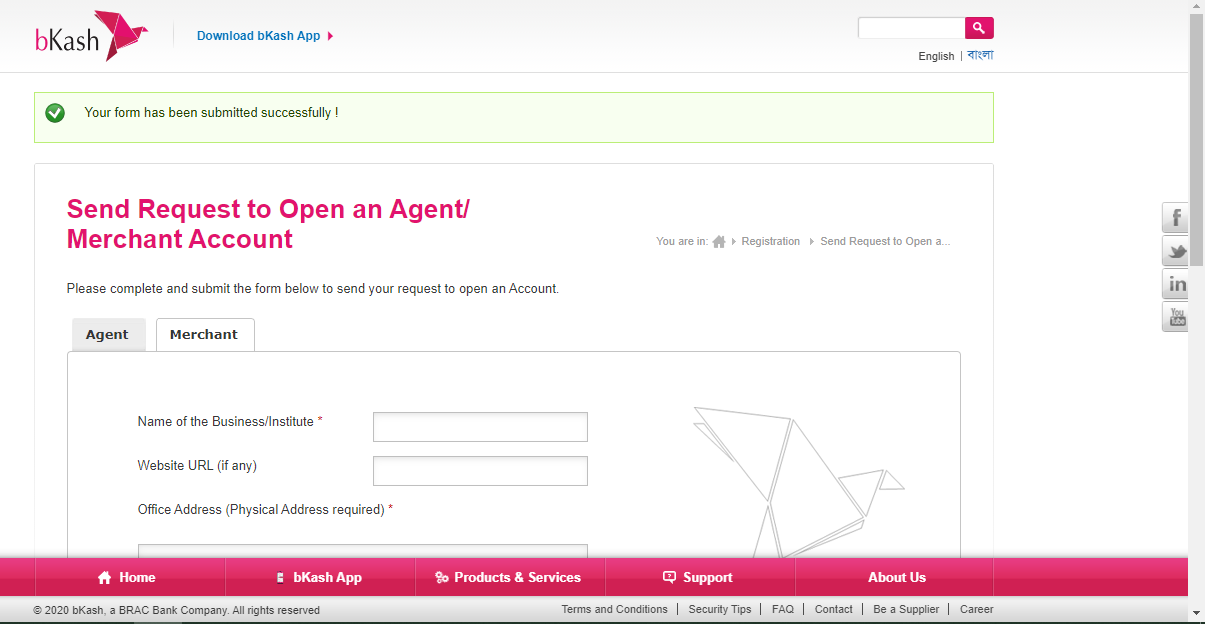 bKash
Download bKash App
English | বাংলা
Your form has been submitted successfully !
Send Request to Open an Agent/
Merchant Account
You are in:
Registration
Send Request to Open a...
Please complete and submit the form below to send your request to open an Account.
Agent
Merchant
Name of the Business/Institute *
Website URL (if any)
Office Address (Physical Address required) *
f
in
You
Tube
Home
bKash App
Products & Services
Support
About Us
© 2020 bKash, a BRAC Bank Company. All rights reserved
Terms and Conditions | Security Tips | FAQ | Contact | Be a Supplier | Career